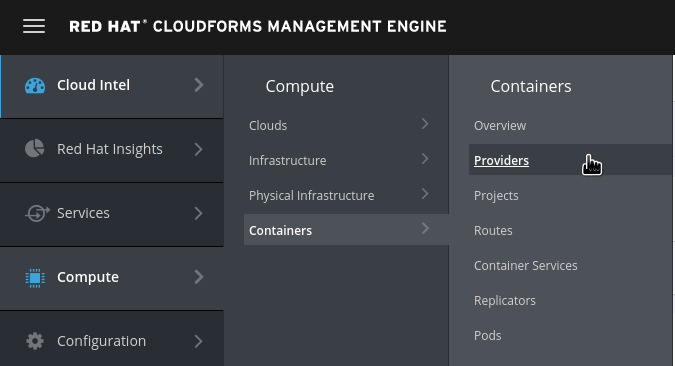 RED HAT® CLOUDFORMS MANAGEMENT ENGINE
Cloud Intel
Red Hat Insights
Services
Compute
Configuration
Compute
Clouds
Infrastructure
Physical Infrastructure
Containers
Containers
Overview
Providers
Projects
Routes
Container Services
Replicators
Pods